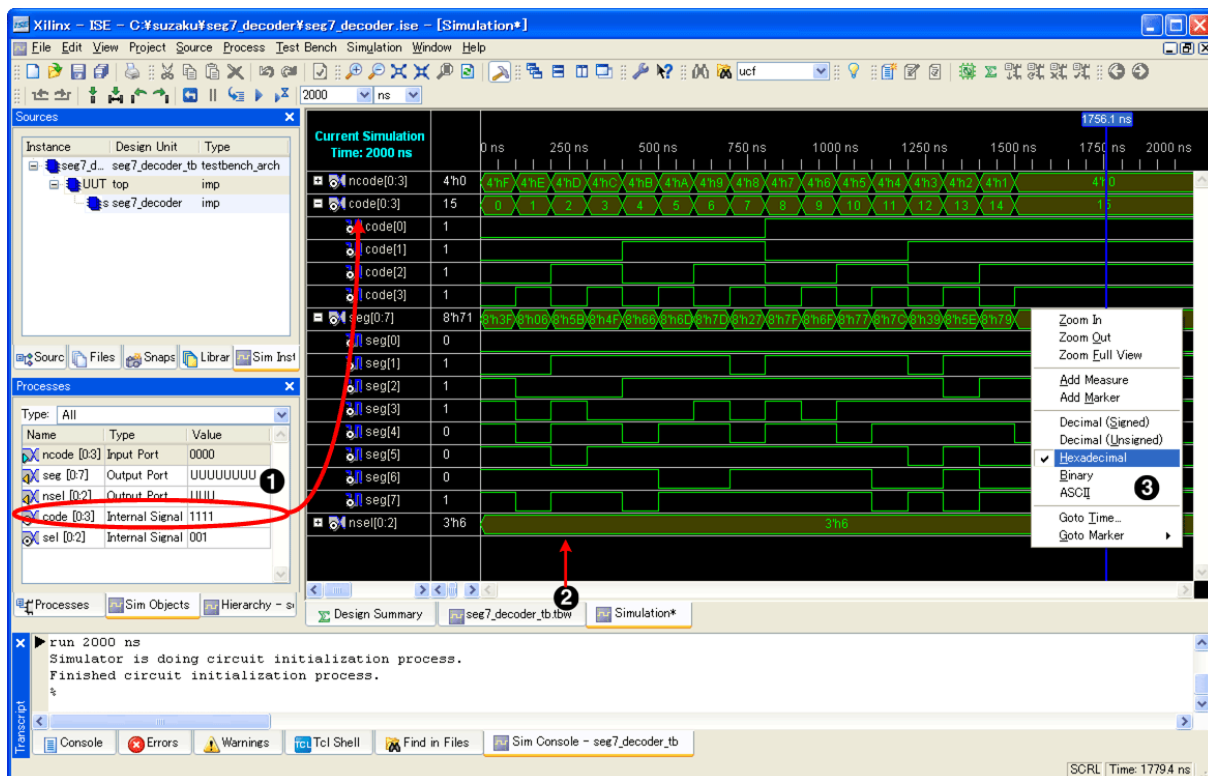 Xilinx - ISE - C:¥suzaku¥seg7_decoder¥seg7_decoder.ise - [Simulation*]
File Edit View Project Source Process Test Bench Simulation Window Help
ucf
2000 ns
Sources
Instance Design Unit Type
seg7_d... seg7_decoder_tb testbench_arch
UUT top imp
s seg7_decoder imp
Sourc Files Snaps Librar Sim Inst
Processes
Type: All
Name Type Value
ncode [0:3] Input Port 0000
seg [0:7] Output Port UUUUUUUU
nsel [0:2] Output Port UUU
code [0:3] Internal Signal 1111
sel [0:2] Internal Signal 001
❶
Processes Sim Objects Hierarchy - s
Current Simulation
Time: 2000 ns
1756.1 ns
0 ns 250 ns 500 ns 750 ns 1000 ns 1250 ns 1500 ns 1750 ns 2000 ns
ncode[0:3] 4'h0 4'hF 4'hE 4'hD 4'hC 4'hB 4'hA 4'h9 4'h8 4'h7 4'h6 4'h5 4'h4 4'h3 4'h2 4'h1 4'h0
code[0:3] 15 0 1 2 3 4 5 6 7 8 9 10 11 12 13 14 15
code[0] 1
code[1] 1
code[2] 1
code[3] 1
seg[0:7] 8'h71 8'h3F 8'h06 8'h5B 8'h4F 8'h66 8'h6D 8'h7D 8'h27 8'h7F 8'h6F 8'h77 8'h7C 8'h39 8'h5E 8'h79
seg[0] 0
seg[1] 1
seg[2] 1
seg[3] 1
seg[4] 0
seg[5] 0
seg[6] 0
seg[7] 1
nsel[0:2] 3'h6 3'h6
❷
Zoom In
Zoom Out
Zoom Full View
Add Measure
Add Marker
Decimal (Signed)
Decimal (Unsigned)
Hexadecimal
Binary
ASCII
❸
Goto Time...
Goto Marker
Design Summary seg7_decoder_tb.tbw Simulation*
run 2000 ns
Simulator is doing circuit initialization process.
Finished circuit initialization process.
%
Transcript
Console Errors Warnings TCL Tcl Shell Find in Files Sim Console - seg7_decoder_tb
SCRL Time: 1779.4 ns